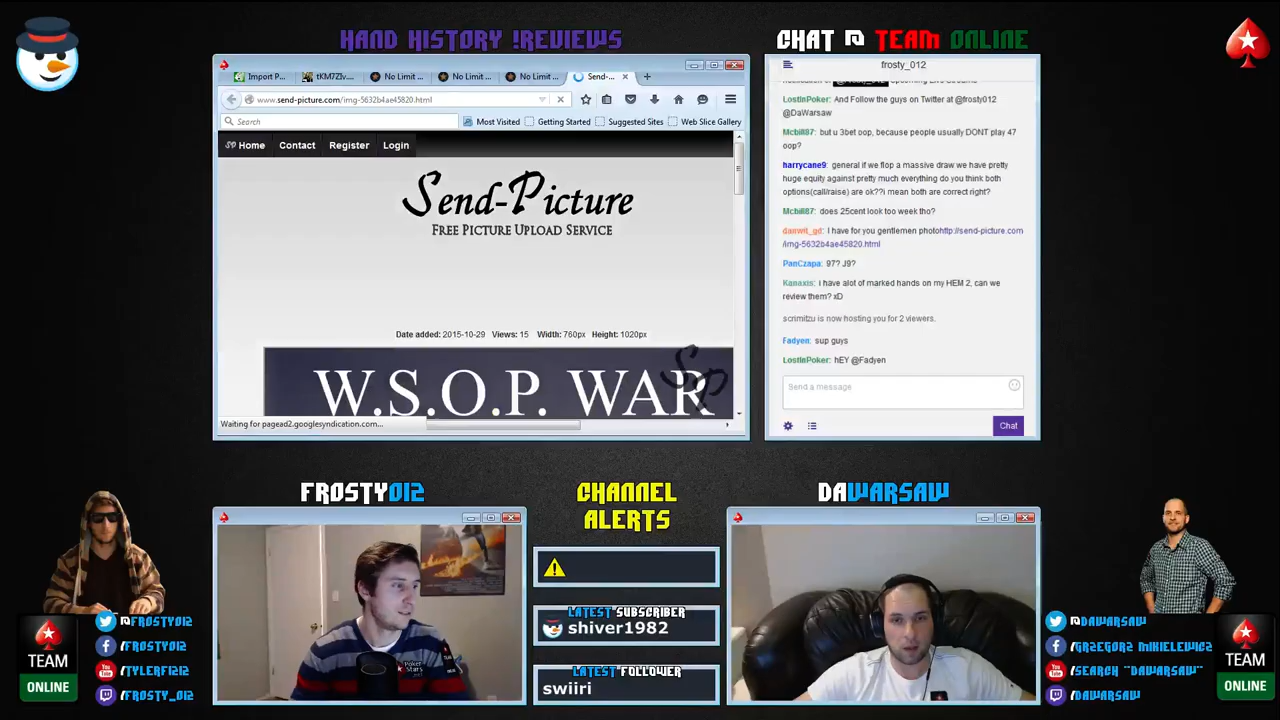 HAND HISTORY !REVIEWS
CHAT @ TEAM ONLINE
Import P...
tKM7ZIv...
No Limit ...
No Limit ...
No Limit ...
Send-...
www.send-picture.com/img-5632b4ae45820.html
Search
Most Visited
Getting Started
Suggested Sites
Web Slice Gallery
SP Home
Contact
Register
Login
Send-Picture
FREE PICTURE UPLOAD SERVICE
Date added: 2015-10-29 Views: 15 Width: 760px Height: 1020px
W.S.O.P. WAR
SP
Waiting for pagead2.googlesyndication.com...
frosty_012
LostInPoker: And Follow the guys on Twitter at @frosty012
@DaWarsaw
Mcbill87: but u 3bet oop, because people usually DONT play 47
oop?
harrycane9: general if we flop a massive draw we have pretty
huge equity against pretty much everything do you think both
options(call/raise) are ok??i mean both are correct right?
Mcbill87: does 25cent look too week tho?
danwit_gd: I have for you gentlemen photohttp://send-picture.com
/img-5632b4ae45820.html
PanCzapa: 97? J9?
Kanaxis: i have alot of marked hands on my HEM 2, can we
review them? xD
scrimitzu is now hosting you for 2 viewers.
Fadyen: sup guys
LostInPoker: hEY @Fadyen
Send a message
Chat
FROSTY012
CHANNEL
ALERTS
DAWARSAW
LATEST SUBSCRIBER
shiver1982
LATEST FOLLOWER
swiiri
TEAM
ONLINE
@FROSTY012
/FROSTY012
/TYLERF1212
/FROSTY_012
Poker
Stars
@DAWARSAW
/GRZEGORZ MIKIELEWICZ
/SEARCH "DAWARSAW"
/DAWARSAW
TEAM
ONLINE